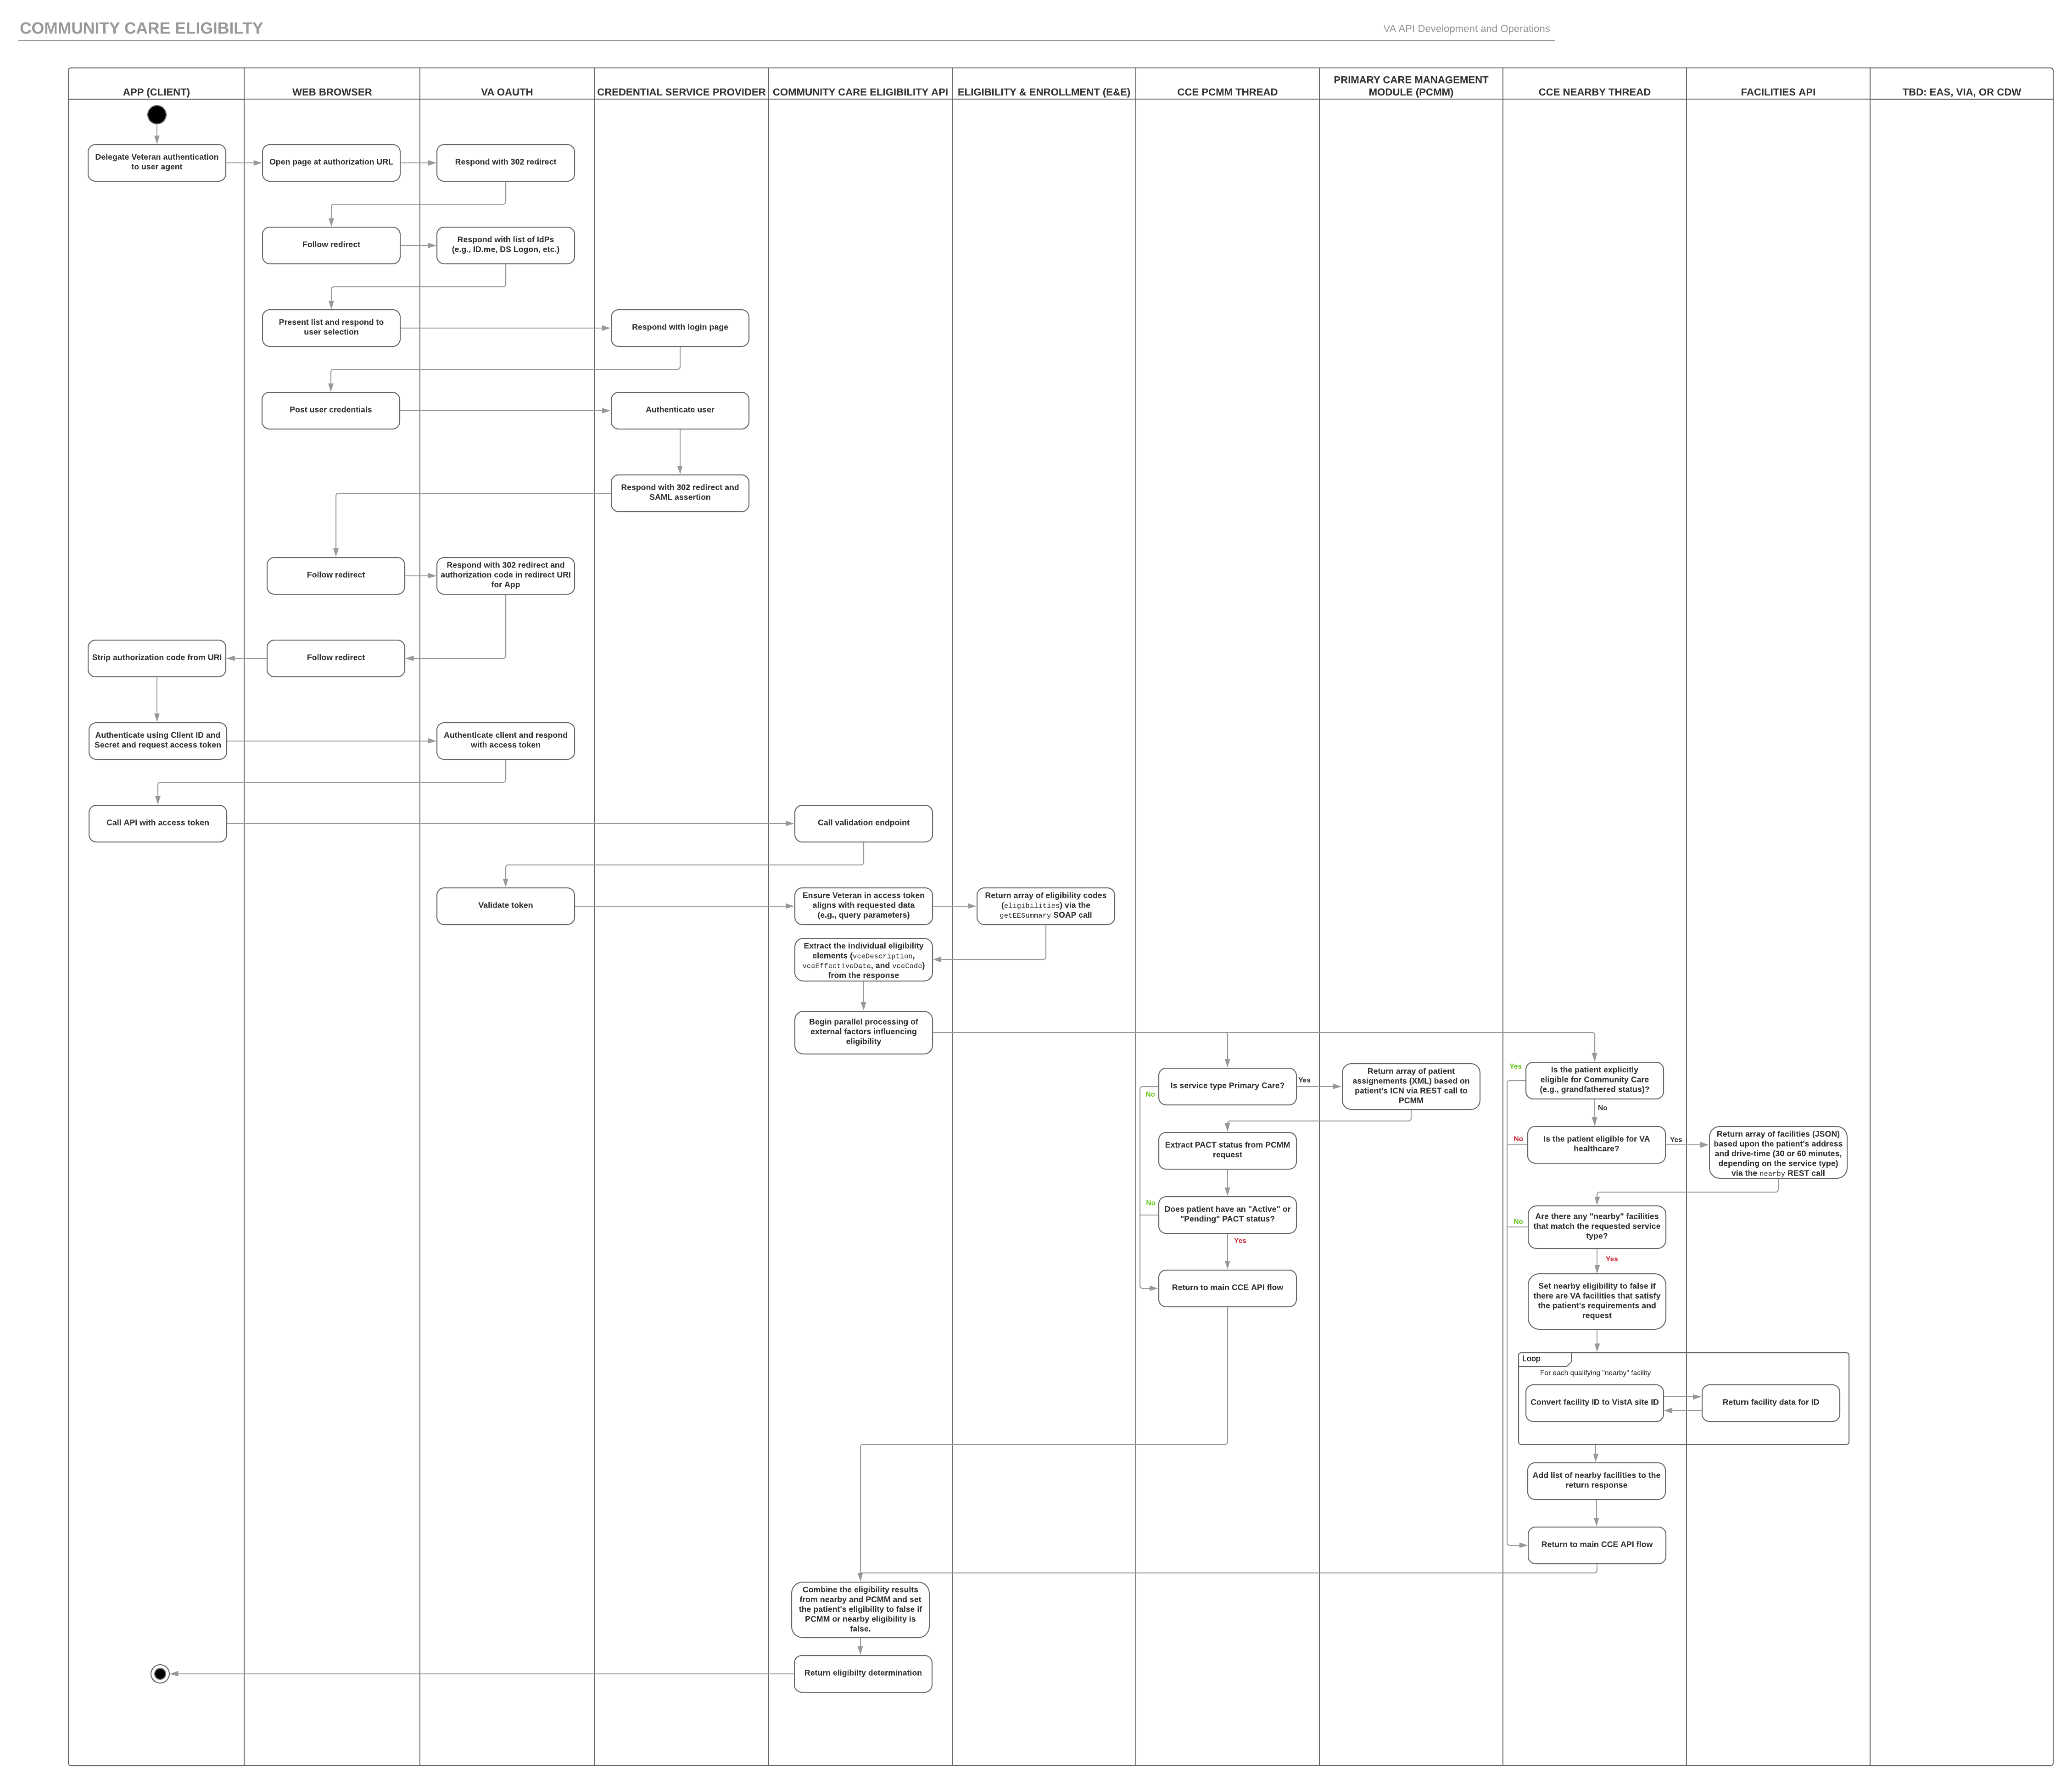 COMMUNITY CARE ELIGIBILTY
VA API Development and Operations
APP (CLIENT)
WEB BROWSER
VA OAUTH
CREDENTIAL SERVICE PROVIDER
COMMUNITY CARE ELIGIBILITY API
ELIGIBILITY & ENROLLMENT (E&E)
CCE PCMM THREAD
PRIMARY CARE MANAGEMENT
MODULE (PCMM)
CCE NEARBY THREAD
FACILITIES API
TBD: EAS, VIA, OR CDW
Delegate Veteran authentication
to user agent
Open page at authorization URL
Respond with 302 redirect
Follow redirect
Respond with list of IdPs
(e.g., ID.me, DS Logon, etc.)
Present list and respond to
user selection
Respond with login page
Post user credentials
Authenticate user
Respond with 302 redirect and
SAML assertion
Follow redirect
Respond with 302 redirect and
authorization code in redirect URI
for App
Strip authorization code from URI
Follow redirect
Authenticate using Client ID and
Secret and request access token
Authenticate client and respond
with access token
Call API with access token
Call validation endpoint
Validate token
Ensure Veteran in access token
aligns with requested data
(e.g., query parameters)
Return array of eligibility codes
(eligibilities) via the
getEESummary SOAP call
Extract the individual eligibility
elements (vceDescription,
vceEffectiveDate, and vceCode)
from the response
Begin parallel processing of
external factors influencing
eligibility
Is service type Primary Care?
Yes
No
Return array of patient
assignements (XML) based on
patient's ICN via REST call to
PCMM
Yes
Is the patient explicitly
eligible for Community Care
(e.g., grandfathered status)?
No
Extract PACT status from PCMM
request
No
Is the patient eligible for VA
healthcare?
Yes
Return array of facilities (JSON)
based upon the patient's address
and drive-time (30 or 60 minutes,
depending on the service type)
via the nearby REST call
No
Does patient have an "Active" or
"Pending" PACT status?
Yes
No
Are there any "nearby" facilities
that match the requested service
type?
Yes
Return to main CCE API flow
Set nearby eligibility to false if
there are VA facilities that satisfy
the patient's requirements and
request
Loop
For each qualifying "nearby" facility
Convert facility ID to VistA site ID
Return facility data for ID
Add list of nearby facilities to the
return response
Return to main CCE API flow
Combine the eligibility results
from nearby and PCMM and set
the patient's eligibility to false if
PCMM or nearby eligibility is
false.
Return eligibilty determination